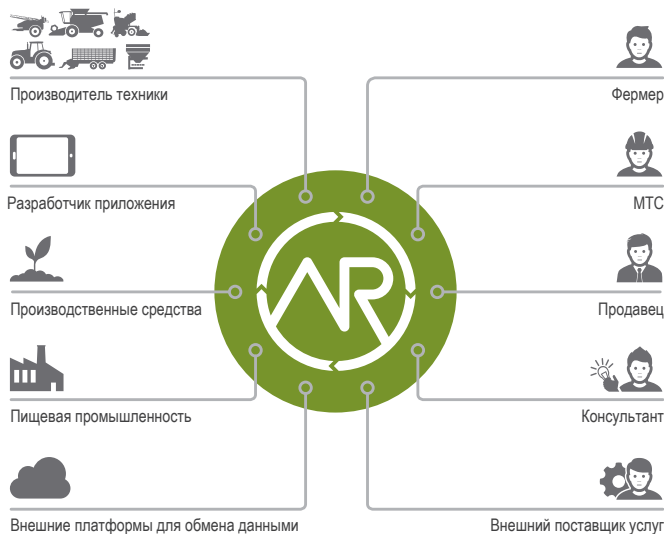 Производитель техники
Фермер
Разработчик приложения
МТС
AR
Производственные средства
Продавец
Пищевая промышленность
Консультант
Внешние платформы для обмена данными
Внешний поставщик услуг